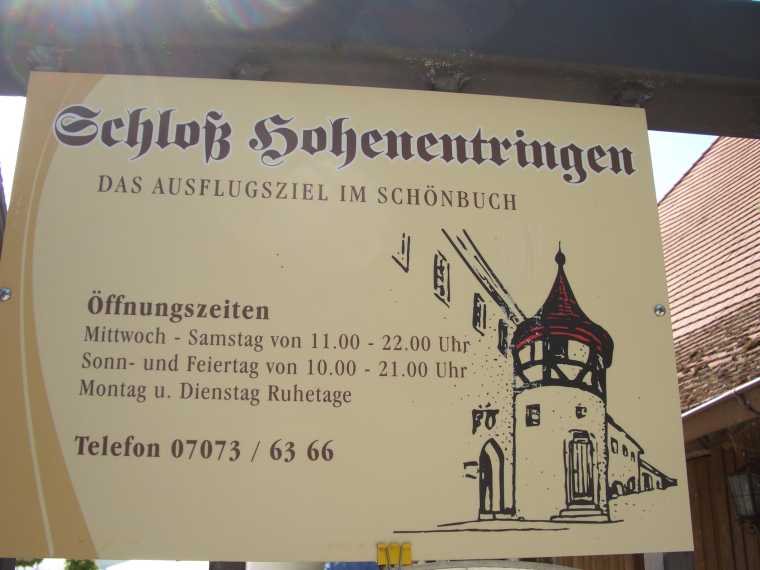 Schloß Hohenentringen
DAS AUSFLUGSZIEL IM SCHÖNBUCH
Öffnungszeiten
Mittwoch - Samstag von 11.00 - 22.00 Uhr
Sonn- und Feiertag von 10.00 - 21.00 Uhr
Montag u. Dienstag Ruhetage
Telefon 07073 / 63 66